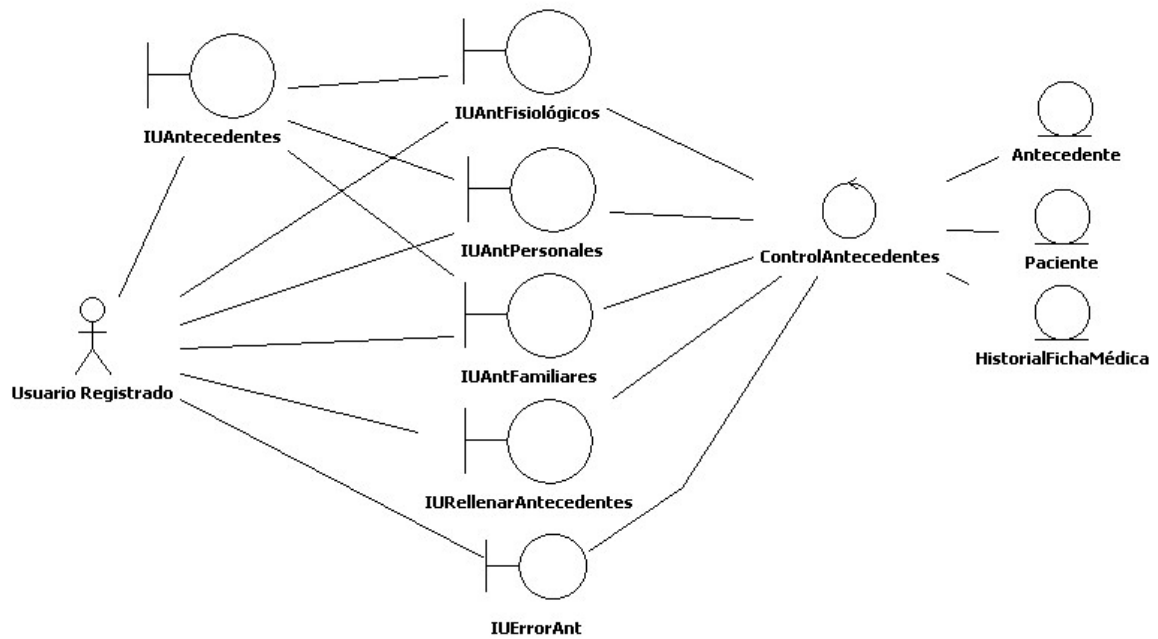 IUAntecedentes
IUAntFisiológicos
Antecedente
IUAntPersonales
ControlAntecedentes
Paciente
IUAntFamiliares
HistorialFichaMédica
Usuario Registrado
IURellenarAntecedentes
IUErrorAnt